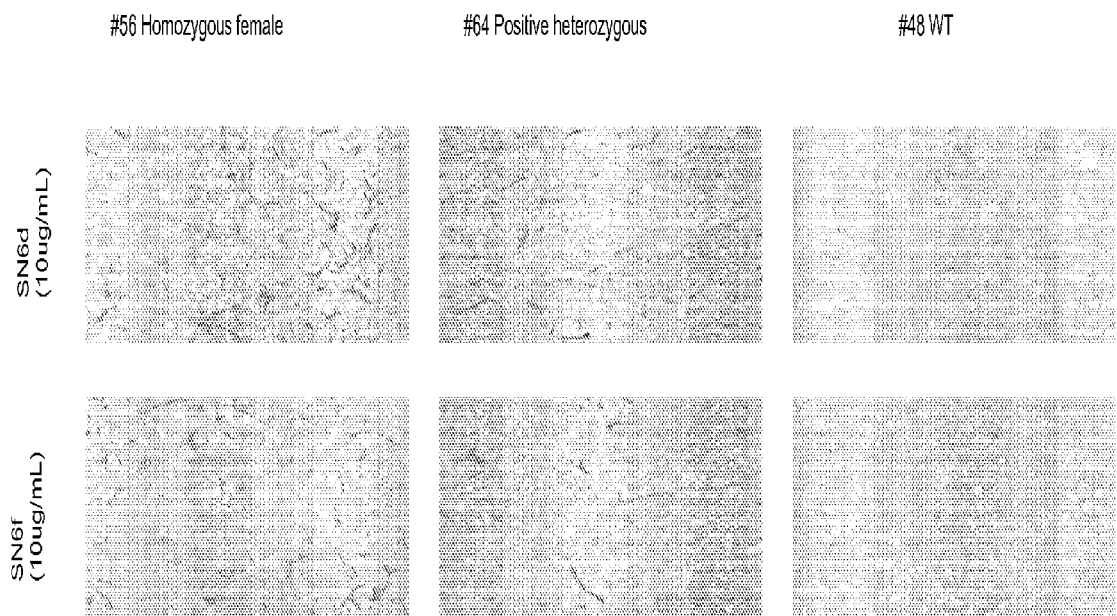 #56 Homozygous female
#64 Positive heterozygous
#48 WT
SN6d
(10ug/mL)
SN6f
(10ug/mL)